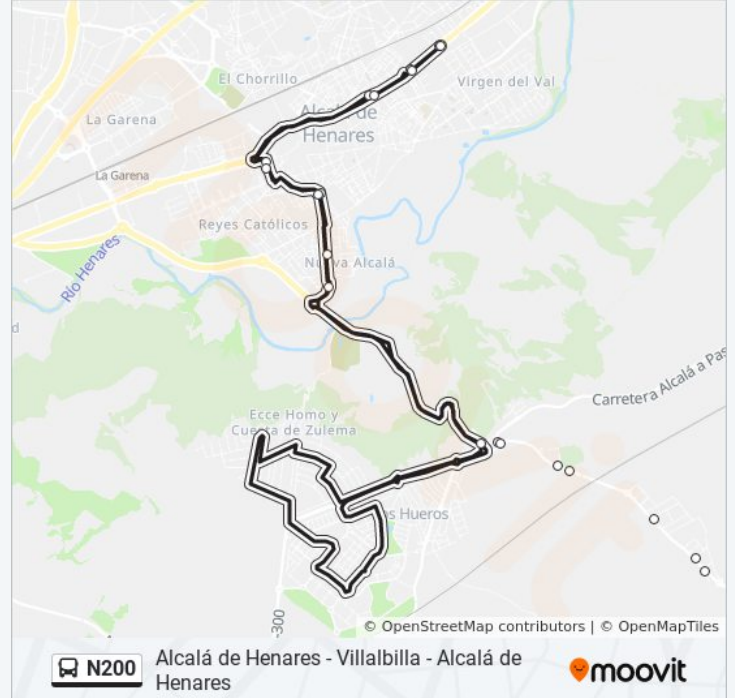 El Chorrillo
Virgen del Val
Alcalá de
Henares
La Garena
La Garena
Reyes Católicos
Nueva Alcalá
Río Henares
d
Carretera Alcalá a Pas
Ecce Homo y
Cuesta de Zulema
os Hueros
-300
© OpenStreetMap contributors | © OpenMapTiles
N200
Alcalá de Henares - Villalbilla - Alcalá de
Henares
moovit